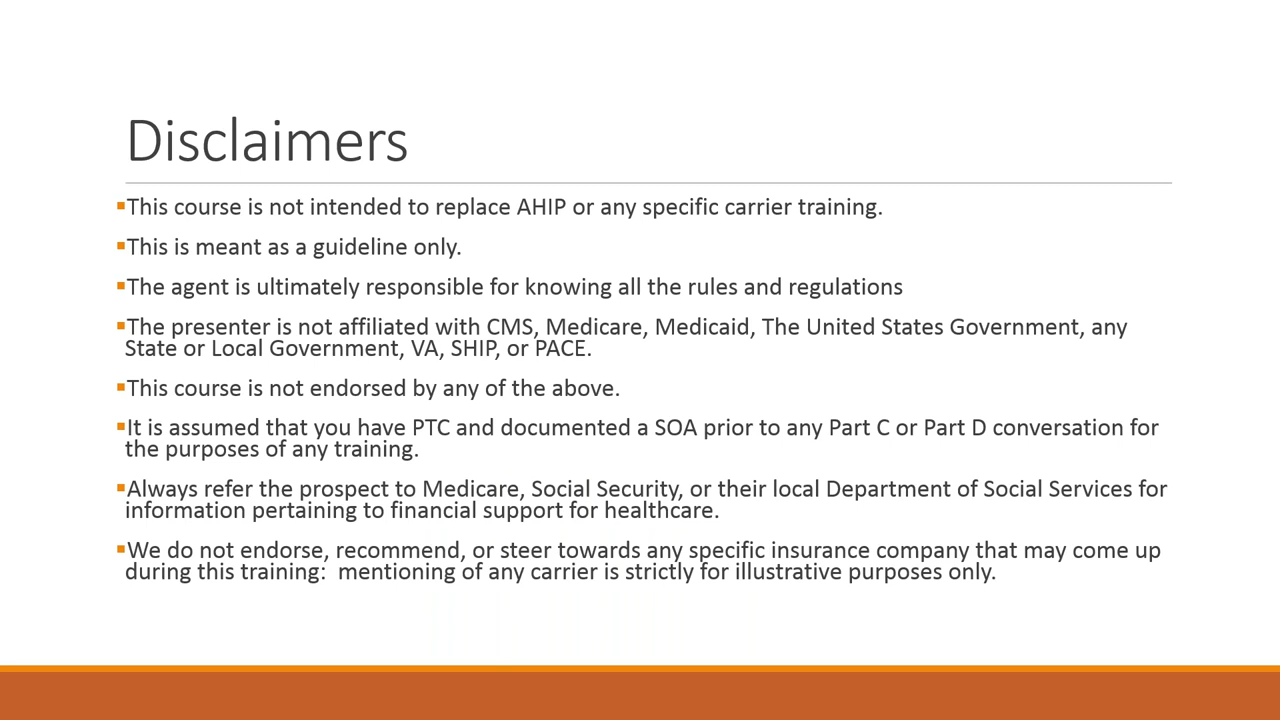 Disclaimers
▪This course is not intended to replace AHIP or any specific carrier training.
▪This is meant as a guideline only.
▪The agent is ultimately responsible for knowing all the rules and regulations
▪The presenter is not affiliated with CMS, Medicare, Medicaid, The United States Government, any
State or Local Government, VA, SHIP, or PACE.
▪This course is not endorsed by any of the above.
▪It is assumed that you have PTC and documented a SOA prior to any Part C or Part D conversation for
the purposes of any training.
▪Always refer the prospect to Medicare, Social Security, or their local Department of Social Services for
information pertaining to financial support for healthcare.
▪We do not endorse, recommend, or steer towards any specific insurance company that may come up
during this training:  mentioning of any carrier is strictly for illustrative purposes only.